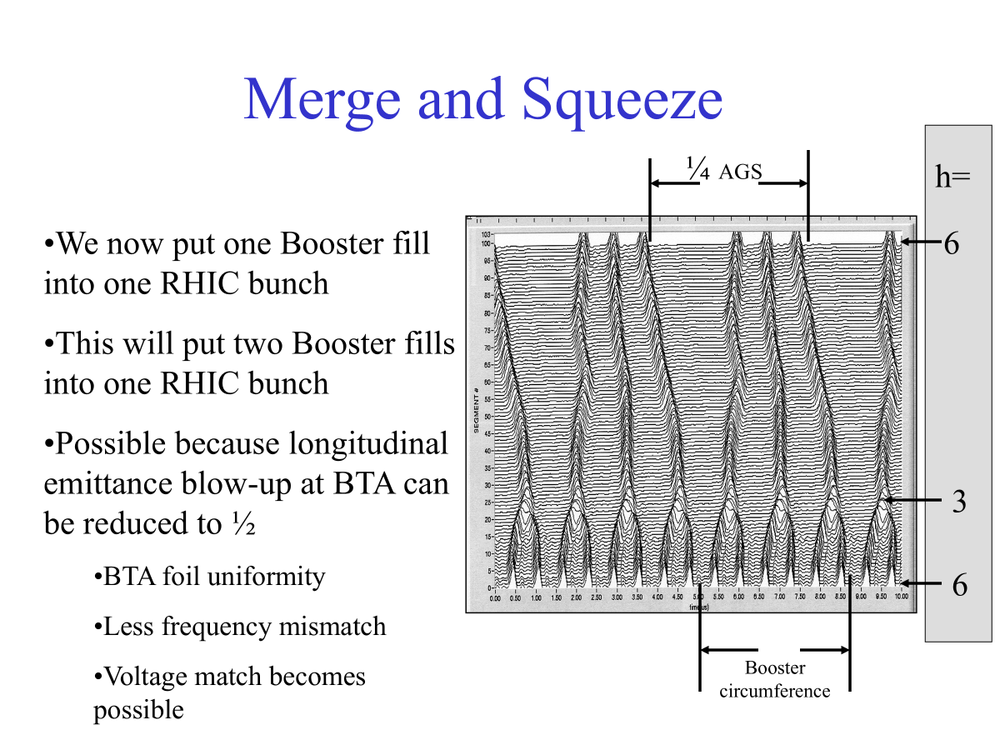 Merge and Squeeze
•We now put one Booster fill
into one RHIC bunch
•This will put two Booster fills
into one RHIC bunch
•Possible because longitudinal
emittance blow-up at BTA can
be reduced to ½
•BTA foil uniformity
•Less frequency mismatch
•Voltage match becomes
possible
¼ AGS
h=
6
3
6
SEGMENT #
103
100
95
90
85
80
75
70
65
60
55
50
45
40
35
30
25
20
15
10
5
0
0.00 0.50 1.00 1.50 2.00 2.50 3.00 3.50 4.00 4.50 5.00 5.50 6.00 6.50 7.00 7.50 8.00 8.50 9.00 9.50 10.00
time(us)
Booster
circumference